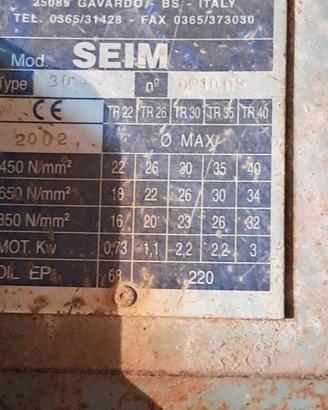 25085 GAVARDO - BS - ITALY
TEL. 0365/31428 - FAX 0365/373030
Mod. SEIM
Type 30 n°
CE TR 22 TR 26 TR 30 TR 35 TR 40
2002 Ø MAX
450 N/mm² 22 26 30 35 40
650 N/mm² 18 22 26 30 34
850 N/mm² 16 20 23 26 32
MOT. Kw 0,73 1,1 2,2 2,2 3
OIL EP 68 220